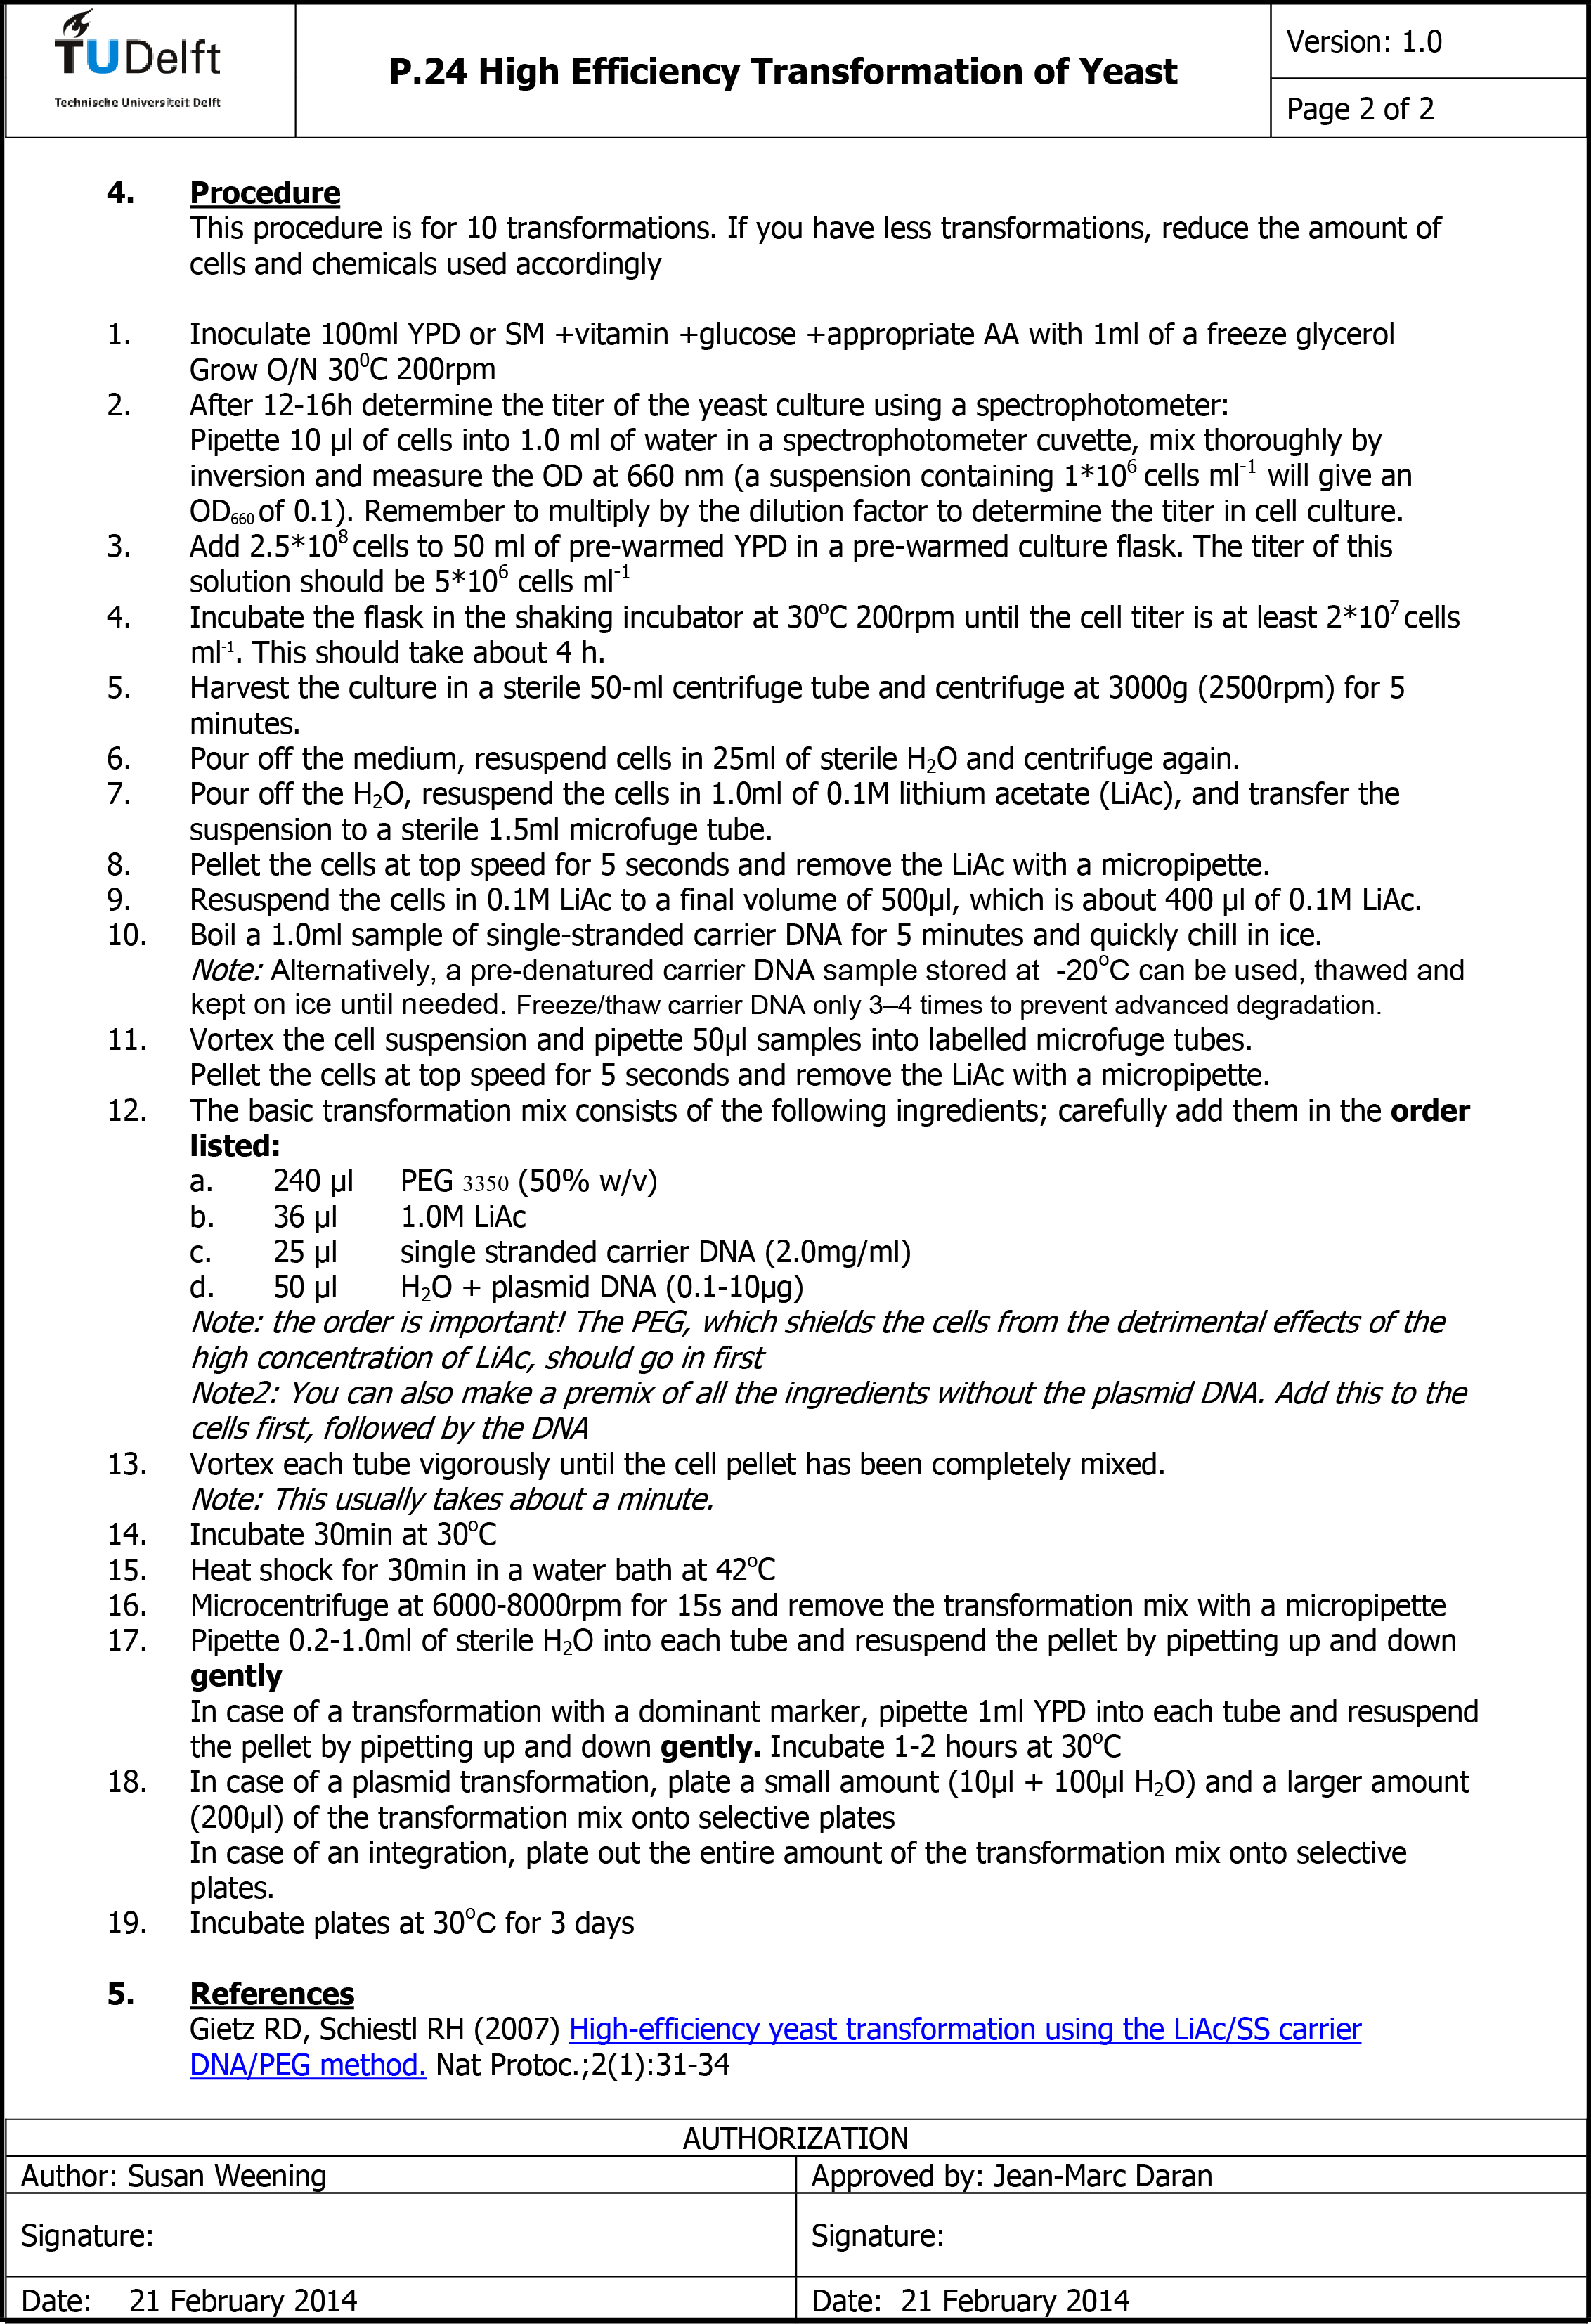 TUDelft
Technische Universiteit Delft
P.24 High Efficiency Transformation of Yeast
Version: 1.0
Page 2 of 2
4. Procedure
This procedure is for 10 transformations. If you have less transformations, reduce the amount of
cells and chemicals used accordingly
1. Inoculate 100ml YPD or SM +vitamin +glucose +appropriate AA with 1ml of a freeze glycerol
Grow O/N 30⁰C 200rpm
2. After 12-16h determine the titer of the yeast culture using a spectrophotometer:
Pipette 10 µl of cells into 1.0 ml of water in a spectrophotometer cuvette, mix thoroughly by
inversion and measure the OD at 660 nm (a suspension containing 1*10⁶ cells ml⁻¹ will give an
OD₆₆₀ of 0.1). Remember to multiply by the dilution factor to determine the titer in cell culture.
3. Add 2.5*10⁸ cells to 50 ml of pre-warmed YPD in a pre-warmed culture flask. The titer of this
solution should be 5*10⁶ cells ml⁻¹
4. Incubate the flask in the shaking incubator at 30°C 200rpm until the cell titer is at least 2*10⁷ cells
ml⁻¹. This should take about 4 h.
5. Harvest the culture in a sterile 50-ml centrifuge tube and centrifuge at 3000g (2500rpm) for 5
minutes.
6. Pour off the medium, resuspend cells in 25ml of sterile H₂O and centrifuge again.
7. Pour off the H₂O, resuspend the cells in 1.0ml of 0.1M lithium acetate (LiAc), and transfer the
suspension to a sterile 1.5ml microfuge tube.
8. Pellet the cells at top speed for 5 seconds and remove the LiAc with a micropipette.
9. Resuspend the cells in 0.1M LiAc to a final volume of 500µl, which is about 400 µl of 0.1M LiAc.
10. Boil a 1.0ml sample of single-stranded carrier DNA for 5 minutes and quickly chill in ice.
Note: Alternatively, a pre-denatured carrier DNA sample stored at -20°C can be used, thawed and
kept on ice until needed. Freeze/thaw carrier DNA only 3–4 times to prevent advanced degradation.
11. Vortex the cell suspension and pipette 50µl samples into labelled microfuge tubes.
Pellet the cells at top speed for 5 seconds and remove the LiAc with a micropipette.
12. The basic transformation mix consists of the following ingredients; carefully add them in the order
listed:
a. 240 µl PEG 3350 (50% w/v)
b. 36 µl 1.0M LiAc
c. 25 µl single stranded carrier DNA (2.0mg/ml)
d. 50 µl H₂O + plasmid DNA (0.1-10µg)
Note: the order is important! The PEG, which shields the cells from the detrimental effects of the
high concentration of LiAc, should go in first
Note2: You can also make a premix of all the ingredients without the plasmid DNA. Add this to the
cells first, followed by the DNA
13. Vortex each tube vigorously until the cell pellet has been completely mixed.
Note: This usually takes about a minute.
14. Incubate 30min at 30°C
15. Heat shock for 30min in a water bath at 42°C
16. Microcentrifuge at 6000-8000rpm for 15s and remove the transformation mix with a micropipette
17. Pipette 0.2-1.0ml of sterile H₂O into each tube and resuspend the pellet by pipetting up and down
gently
In case of a transformation with a dominant marker, pipette 1ml YPD into each tube and resuspend
the pellet by pipetting up and down gently. Incubate 1-2 hours at 30°C
18. In case of a plasmid transformation, plate a small amount (10µl + 100µl H₂O) and a larger amount
(200µl) of the transformation mix onto selective plates
In case of an integration, plate out the entire amount of the transformation mix onto selective
plates.
19. Incubate plates at 30°C for 3 days
5. References
Gietz RD, Schiestl RH (2007) High-efficiency yeast transformation using the LiAc/SS carrier
DNA/PEG method. Nat Protoc.;2(1):31-34
AUTHORIZATION
Author: Susan Weening
Approved by: Jean-Marc Daran
Signature:
Signature:
Date: 21 February 2014
Date: 21 February 2014